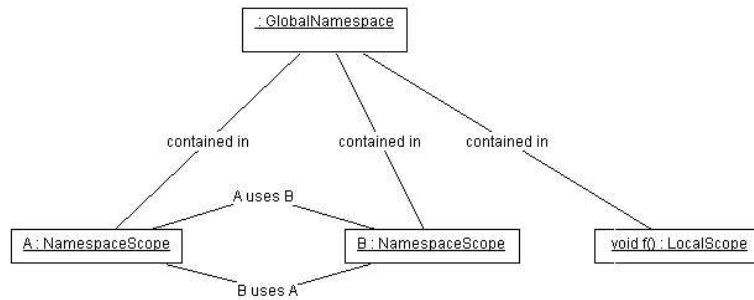 : GlobalNamespace
contained in
contained in
contained in
A uses B
A : NamespaceScope
B : NamespaceScope
void f() : LocalScope
B uses A